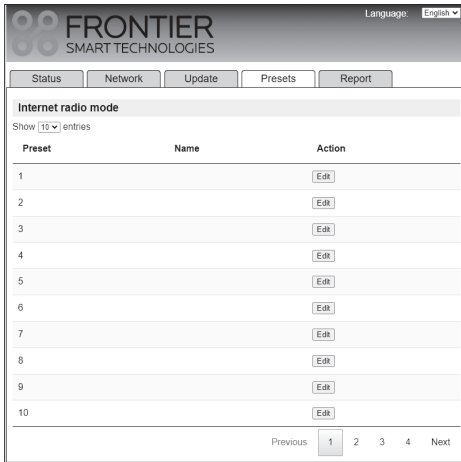 FRONTIER
SMART TECHNOLOGIES
Language: English
Status Network Update Presets Report
Internet radio mode
Show 10 entries
Preset Name Action
1 Edit
2 Edit
3 Edit
4 Edit
5 Edit
6 Edit
7 Edit
8 Edit
9 Edit
10 Edit
Previous 1 2 3 4 Next